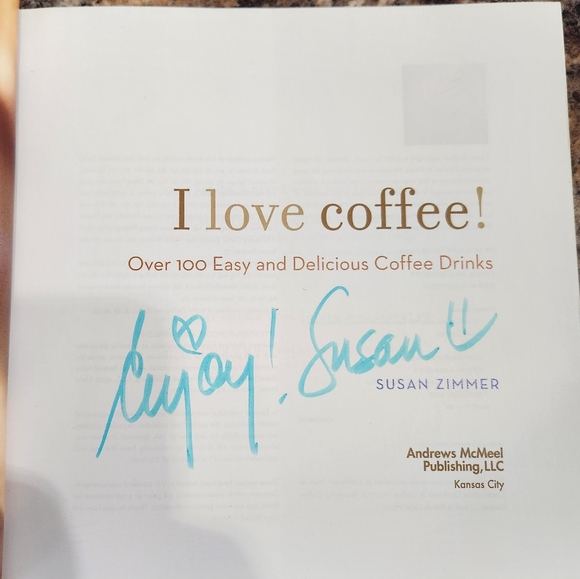 I love coffee!
Over 100 Easy and Delicious Coffee Drinks
Enjoy! Susan
SUSAN ZIMMER
Andrews McMeel
Publishing, LLC
Kansas City